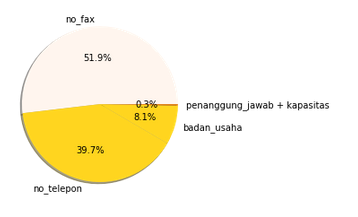 no_fax
51.9%
0.3%
penanggung_jawab + kapasitas
8.1%
badan_usaha
39.7%
no_telepon